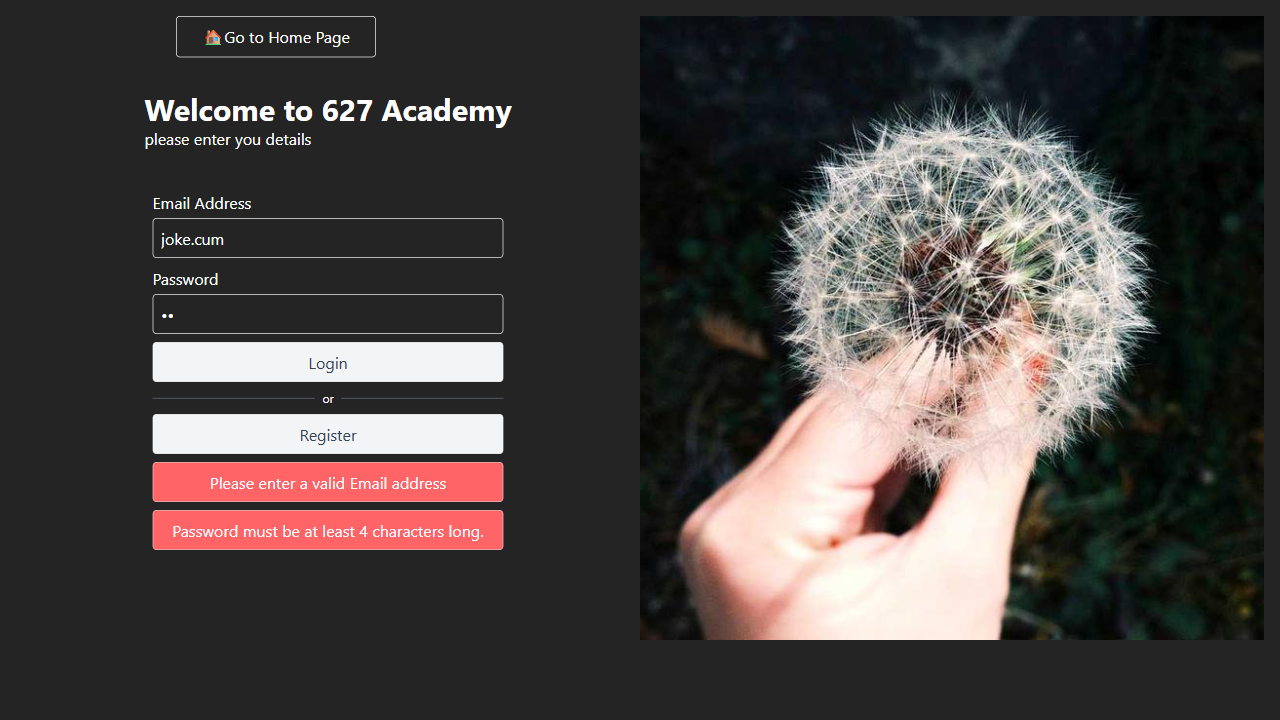 🏠Go to Home Page
Welcome to 627 Academy
please enter you details
Email Address
joke.cum
Password
••
Login
or
Register
Please enter a valid Email address
Password must be at least 4 characters long.